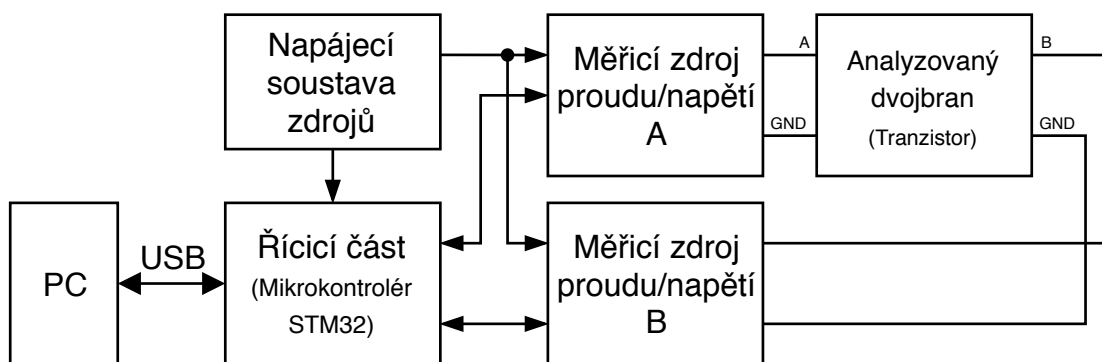 Napájecí
soustava
zdrojů
Měřicí zdroj
proudu/napětí
A
A
GND
Analyzovaný
dvojbran
(Tranzistor)
B
GND
PC
USB
Řícicí část
(Mikrokontrolér
STM32)
Měřicí zdroj
proudu/napětí
B